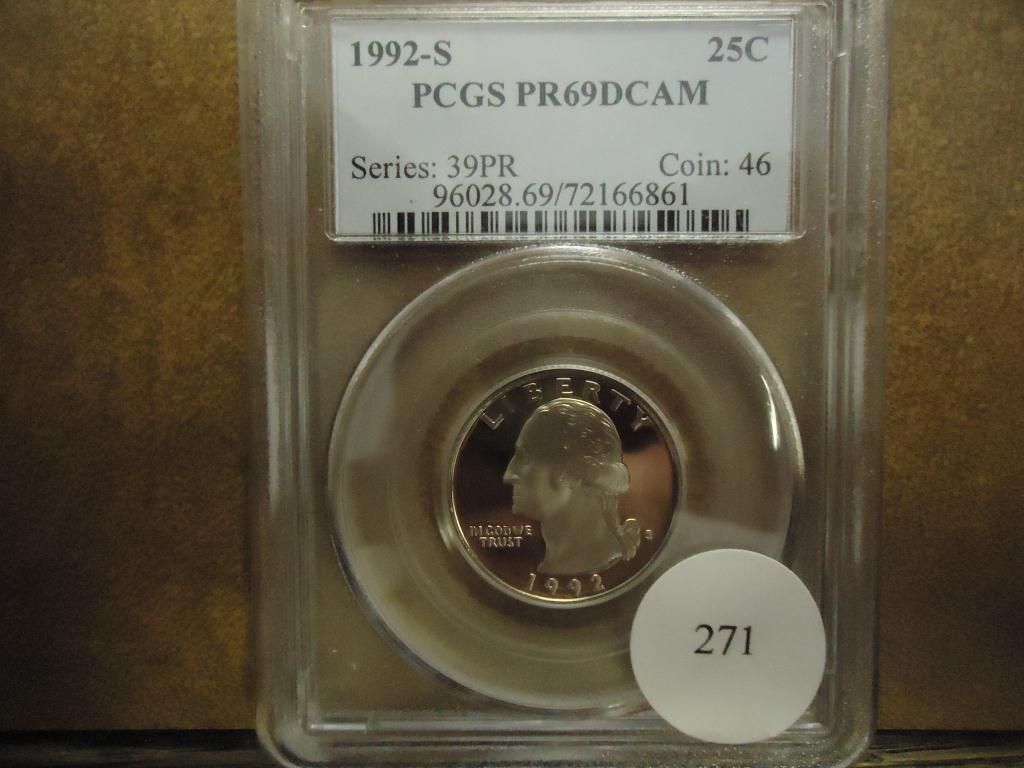 1992-S 25C
PCGS PR69DCAM
Series: 39PR Coin: 46
96028.69/72166861
LIBERTY
IN GOD WE
TRUST
S
1992
271